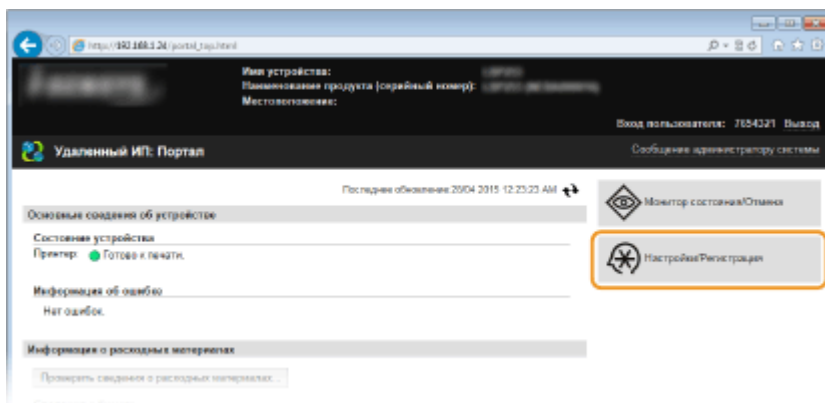 http://192.168.1.24/portal_top.html
Имя устройства:
Наименование продукта (серийный номер):
Местоположение:
Вход пользователя: 7654321 Выход
Удаленный ИП: Портал
Сообщение администратору системы
Последнее обновление: 28/04 2015 12:23:23 AM
Основные сведения об устройстве
Состояние устройства
Принтер: Готово к печати.
Информация об ошибке
Нет ошибок.
Информация о расходных материалах
Проверить сведения о расходных материалах...
Монитор состояния/Отмена
Настройки/Регистрация